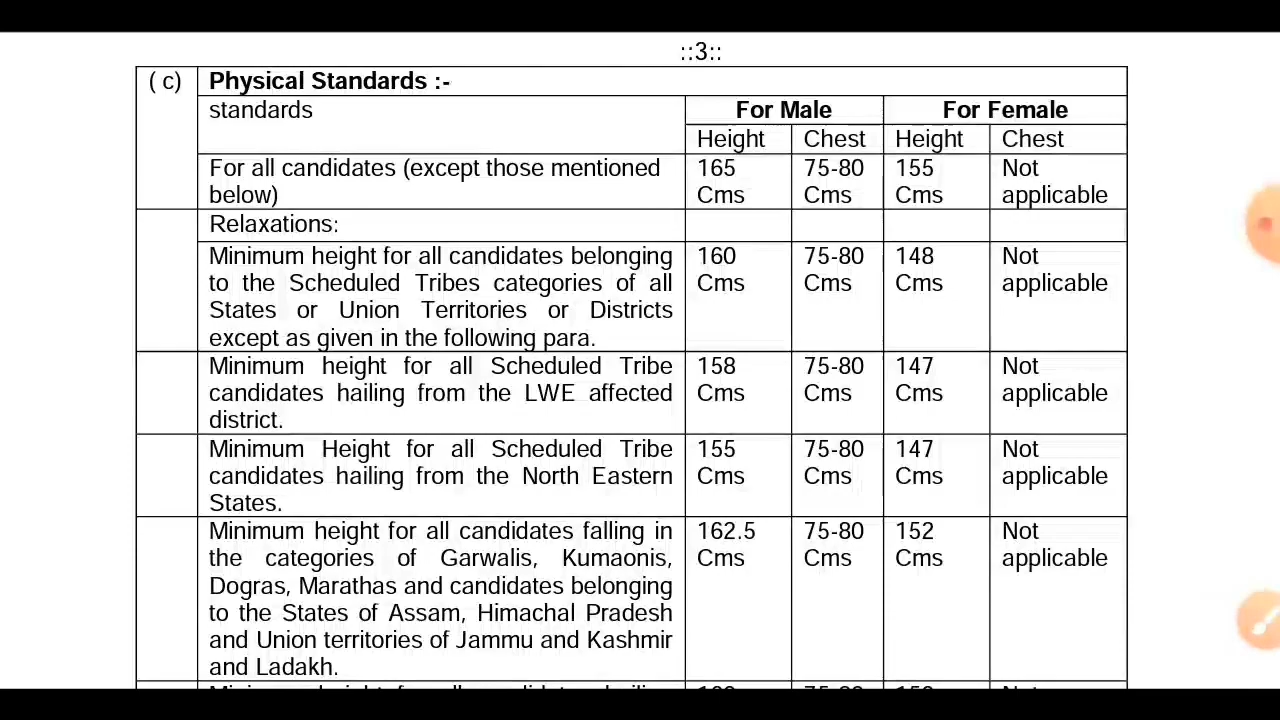 ::3::
( c) Physical Standards :-
standards For Male For Female
Height Chest Height Chest
For all candidates (except those mentioned 165 75-80 155 Not
below) Cms Cms Cms applicable
Relaxations:
Minimum height for all candidates belonging 160 75-80 148 Not
to the Scheduled Tribes categories of all Cms Cms Cms applicable
States or Union Territories or Districts
except as given in the following para.
Minimum height for all Scheduled Tribe 158 75-80 147 Not
candidates hailing from the LWE affected Cms Cms Cms applicable
district.
Minimum Height for all Scheduled Tribe 155 75-80 147 Not
candidates hailing from the North Eastern Cms Cms Cms applicable
States.
Minimum height for all candidates falling in 162.5 75-80 152 Not
the categories of Garwalis, Kumaonis, Cms Cms Cms applicable
Dogras, Marathas and candidates belonging
to the States of Assam, Himachal Pradesh
and Union territories of Jammu and Kashmir
and Ladakh.